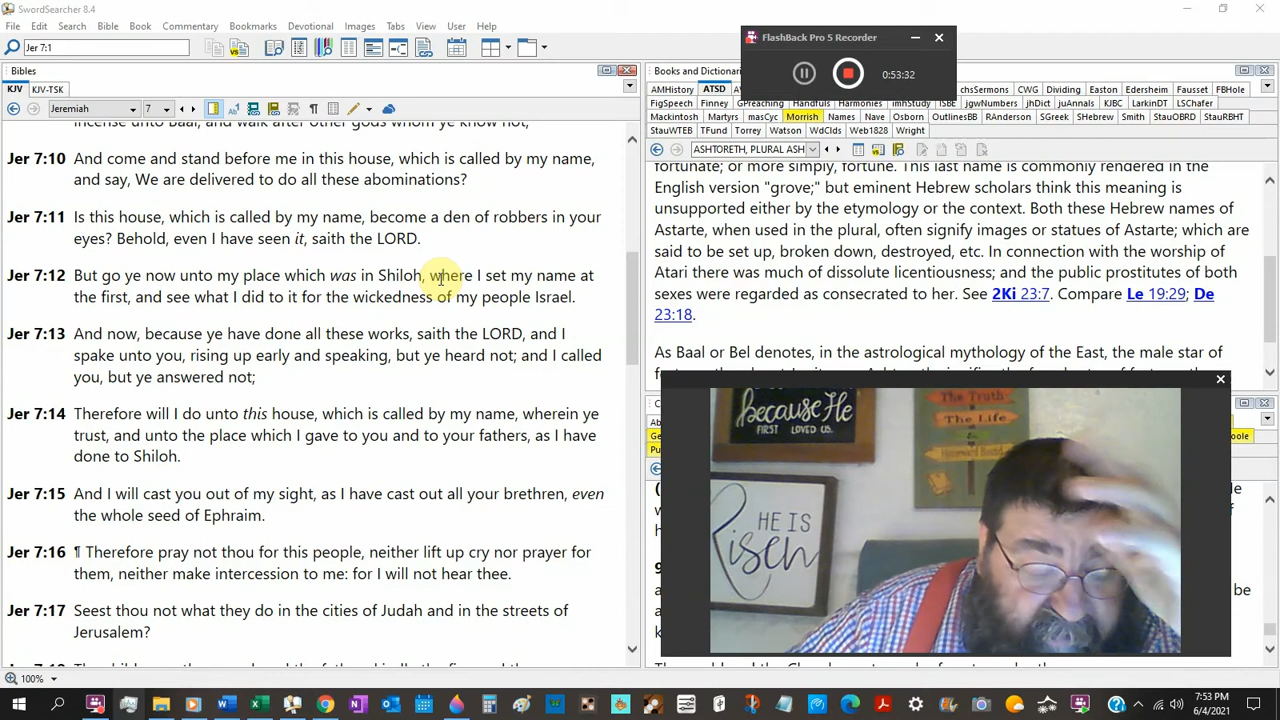 SwordSearcher 8.4
File Edit Search Bible Book Commentary Bookmarks Devotional Images Tabs View User Help
Jer 7:1
FlashBack Pro 5 Recorder
0:53:32
Bibles
KJV KJV-TSK
Jeremiah 7
incense unto Baal, and walk after other gods whom ye know not;
Jer 7:10 And come and stand before me in this house, which is called by my name,
and say, We are delivered to do all these abominations?
Jer 7:11 Is this house, which is called by my name, become a den of robbers in your
eyes? Behold, even I have seen it, saith the LORD.
Jer 7:12 But go ye now unto my place which was in Shiloh, where I set my name at
the first, and see what I did to it for the wickedness of my people Israel.
Jer 7:13 And now, because ye have done all these works, saith the LORD, and I
spake unto you, rising up early and speaking, but ye heard not; and I called
you, but ye answered not;
Jer 7:14 Therefore will I do unto this house, which is called by my name, wherein ye
trust, and unto the place which I gave to you and to your fathers, as I have
done to Shiloh.
Jer 7:15 And I will cast you out of my sight, as I have cast out all your brethren, even
the whole seed of Ephraim.
Jer 7:16 ¶ Therefore pray not thou for this people, neither lift up cry nor prayer for
them, neither make intercession to me: for I will not hear thee.
Jer 7:17 Seest thou not what they do in the cities of Judah and in the streets of
Jerusalem?
100%
Books and Dictionar
AMHistory ATSD chsSermons CWG Dividing Easton Edersheim Fausset FBHole
FigSpeech Finney GPreaching Handfuls Harmonies imhStudy ISBE jgwNumbers jhDict juAnnals KJBC LarkinDT LSChafer
Mackintosh Martyrs masCyc Morrish Names Nave Osborn OutlinesBB RAnderson SGreek SHebrew Smith StauOBRD StauRBHT
StauWTEB TFund Torrey Watson WdClds Web1828 Wright
ASHTORETH, PLURAL ASH
fortunate; or more simply, fortune. This last name is commonly rendered in the
English version "grove;" but eminent Hebrew scholars think this meaning is
unsupported either by the etymology or the context. Both these Hebrew names of
Astarte, when used in the plural, often signify images or statues of Astarte; which are
said to be set up, broken down, destroyed, etc. In connection with the worship of
Atari there was much of dissolute licentiousness; and the public prostitutes of both
sexes were regarded as consecrated to her. See 2Ki 23:7. Compare Le 19:29; De
23:18.
As Baal or Bel denotes, in the astrological mythology of the East, the male star of
because He
FIRST LOVED US.
The Truth
The Life
HE IS
Risen
7:53 PM
6/4/2021